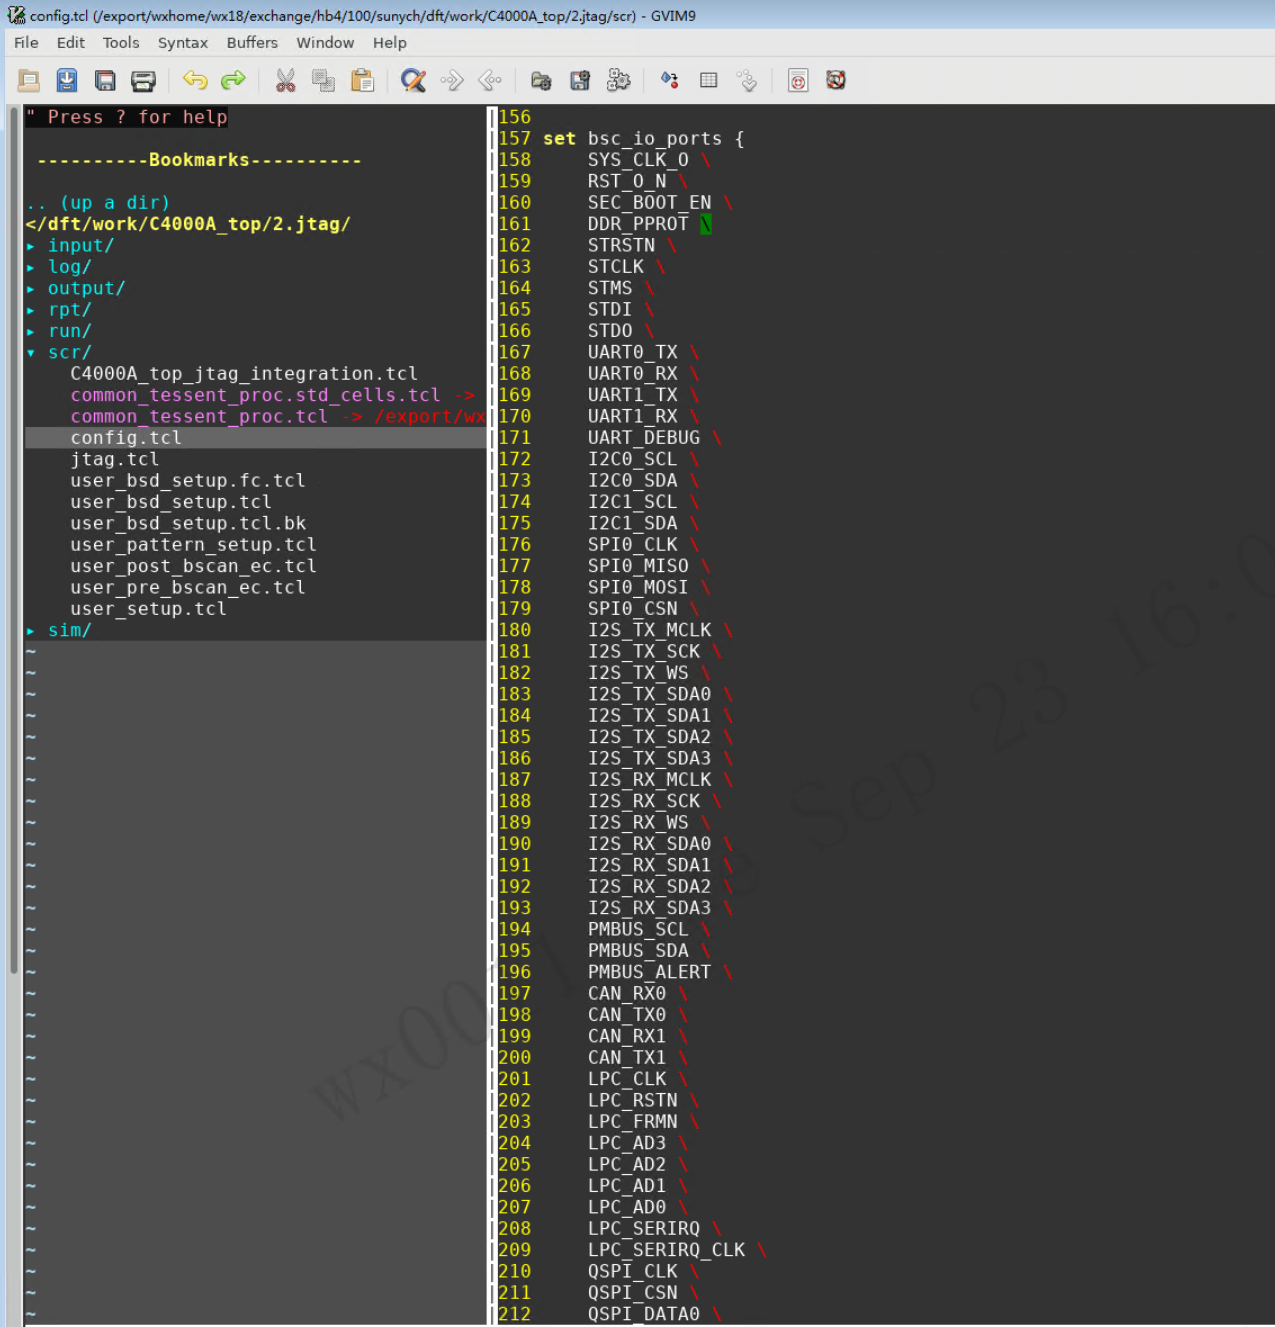 config.tcl (/export/wxhome/wx18/exchange/hb4/100/sunych/dft/work/C4000A_top/2.jtag/scr) - GVIM9
File Edit Tools Syntax Buffers Window Help
" Press ? for help
----------Bookmarks----------
.. (up a dir)
</dft/work/C4000A_top/2.jtag/
▸ input/
▸ log/
▸ output/
▸ rpt/
▸ run/
▾ scr/
C4000A_top_jtag_integration.tcl
common_tessent_proc.std_cells.tcl ->
common_tessent_proc.tcl -> /export/wx
config.tcl
jtag.tcl
user_bsd_setup.fc.tcl
user_bsd_setup.tcl
user_bsd_setup.tcl.bk
user_pattern_setup.tcl
user_post_bscan_ec.tcl
user_pre_bscan_ec.tcl
user_setup.tcl
▸ sim/
156
157 set bsc_io_ports {
158 SYS_CLK_O \
159 RST_O_N \
160 SEC_BOOT_EN \
161 DDR_PPROT \
162 STRSTN \
163 STCLK \
164 STMS \
165 STDI \
166 STDO \
167 UART0_TX \
168 UART0_RX \
169 UART1_TX \
170 UART1_RX \
171 UART_DEBUG \
172 I2C0_SCL \
173 I2C0_SDA \
174 I2C1_SCL \
175 I2C1_SDA \
176 SPI0_CLK \
177 SPI0_MISO \
178 SPI0_MOSI \
179 SPI0_CSN \
180 I2S_TX_MCLK \
181 I2S_TX_SCK \
182 I2S_TX_WS \
183 I2S_TX_SDA0 \
184 I2S_TX_SDA1 \
185 I2S_TX_SDA2 \
186 I2S_TX_SDA3 \
187 I2S_RX_MCLK \
188 I2S_RX_SCK \
189 I2S_RX_WS \
190 I2S_RX_SDA0 \
191 I2S_RX_SDA1 \
192 I2S_RX_SDA2 \
193 I2S_RX_SDA3 \
194 PMBUS_SCL \
195 PMBUS_SDA \
196 PMBUS_ALERT \
197 CAN_RX0 \
198 CAN_TX0 \
199 CAN_RX1 \
200 CAN_TX1 \
201 LPC_CLK \
202 LPC_RSTN \
203 LPC_FRMN \
204 LPC_AD3 \
205 LPC_AD2 \
206 LPC_AD1 \
207 LPC_AD0 \
208 LPC_SERIRQ \
209 LPC_SERIRQ_CLK \
210 QSPI_CLK \
211 QSPI_CSN \
212 QSPI_DATA0 \
Sep 23